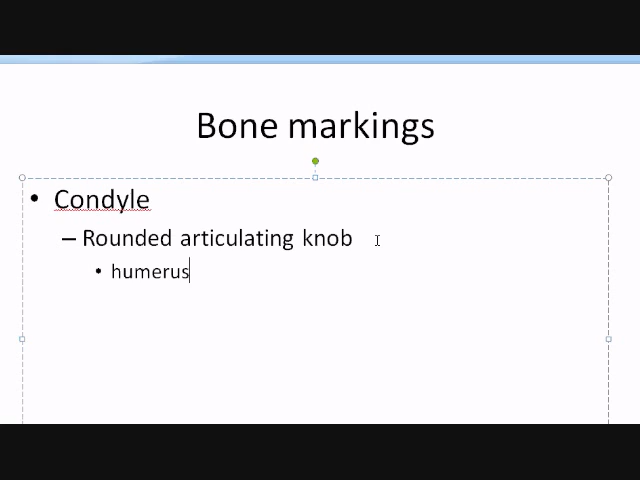 Bone markings
• Condyle
– Rounded articulating knob
• humerus